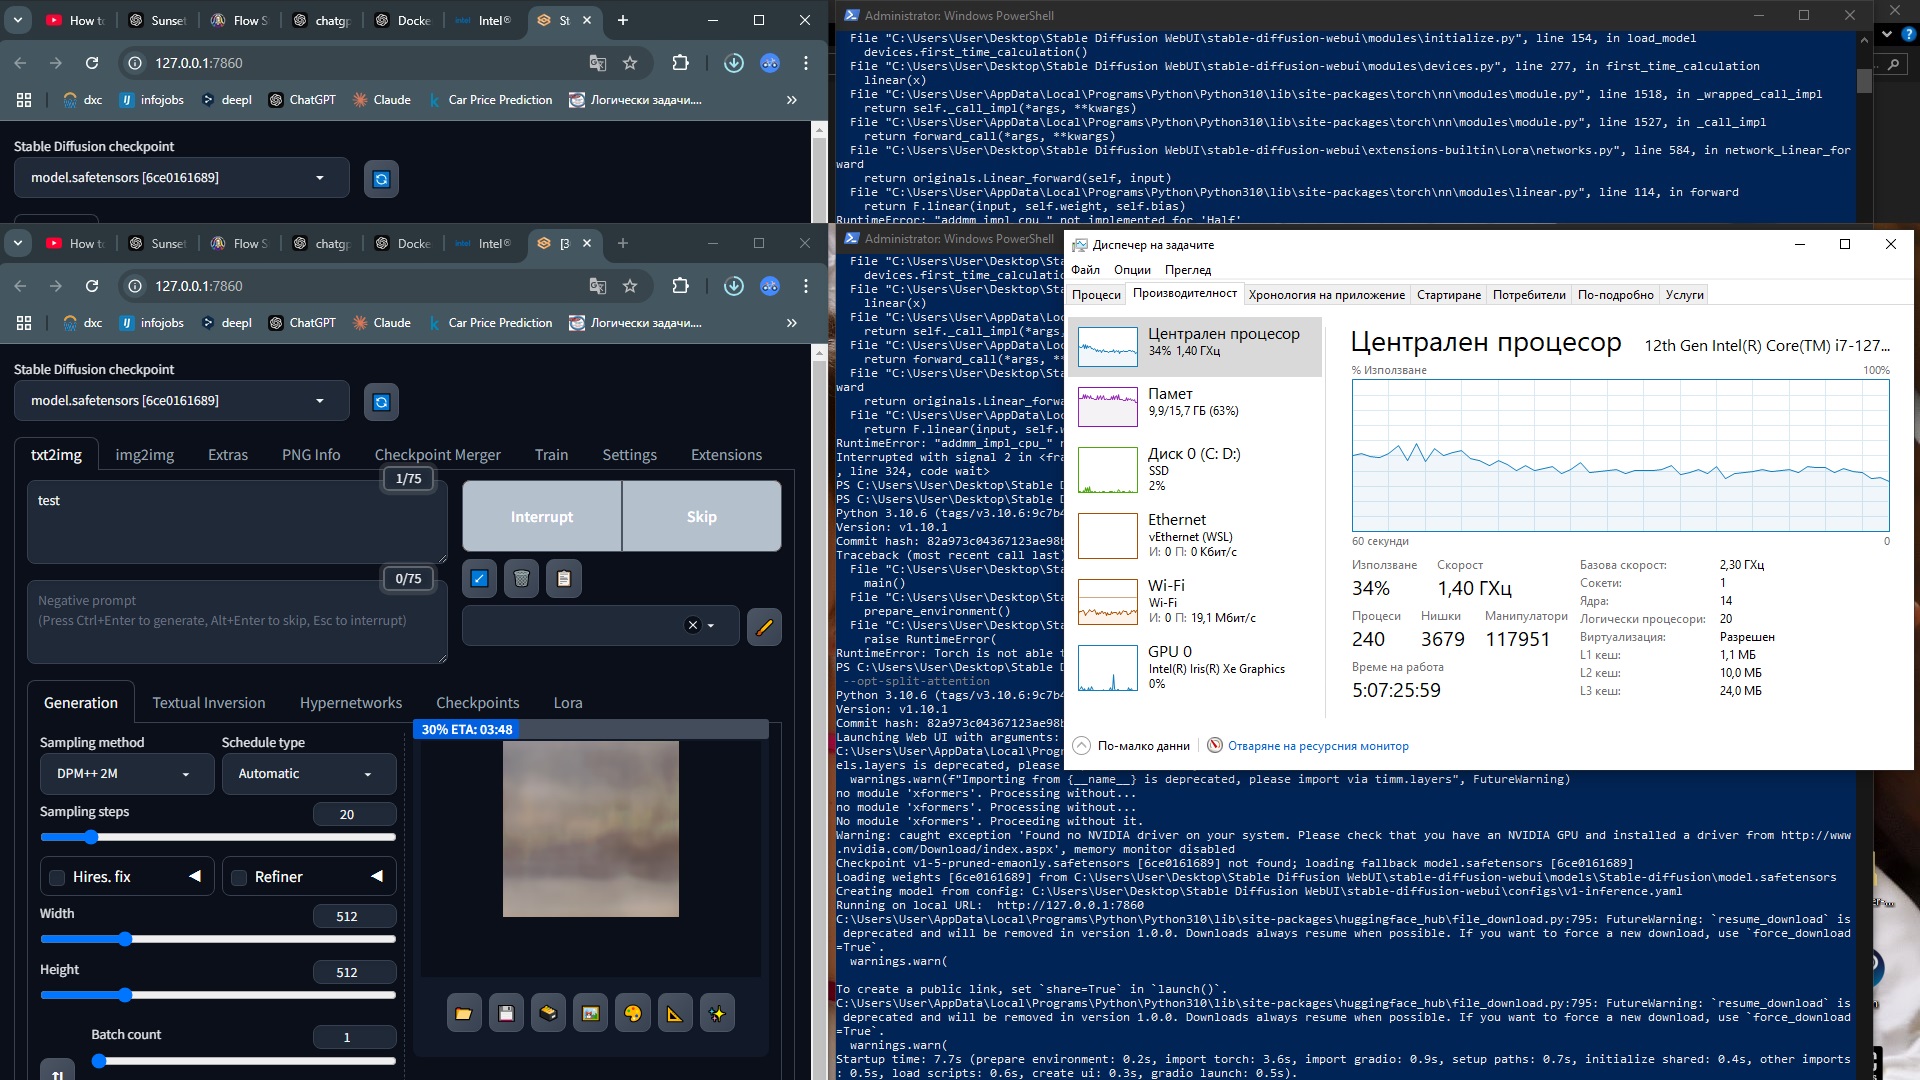 How to
Sunset
Flow S
chatgp
Docke
Intel®
St
127.0.0.1:7860
dxc
infojobs
deepl
ChatGPT
Claude
Car Price Prediction
Логически задачи....
Stable Diffusion checkpoint
model.safetensors [6ce0161689]
Administrator: Windows PowerShell
File "C:\Users\User\Desktop\Stable Diffusion WebUI\stable-diffusion-webui\modules\initialize.py", line 154, in load_model
devices.first_time_calculation()
File "C:\Users\User\Desktop\Stable Diffusion WebUI\stable-diffusion-webui\modules\devices.py", line 277, in first_time_calculation
linear(x)
File "C:\Users\User\AppData\Local\Programs\Python\Python310\lib\site-packages\torch\nn\modules\module.py", line 1518, in _wrapped_call_impl
return self._call_impl(*args, **kwargs)
File "C:\Users\User\AppData\Local\Programs\Python\Python310\lib\site-packages\torch\nn\modules\module.py", line 1527, in _call_impl
return forward_call(*args, **kwargs)
File "C:\Users\User\Desktop\Stable Diffusion WebUI\stable-diffusion-webui\extensions-builtin\Lora\networks.py", line 584, in network_Linear_for
ward
return originals.Linear_forward(self, input)
File "C:\Users\User\AppData\Local\Programs\Python\Python310\lib\site-packages\torch\nn\modules\linear.py", line 114, in forward
return F.linear(input, self.weight, self.bias)
RuntimeError: "addmm_impl_cpu_" not implemented for 'Half'
How to
Sunset
Flow S
chatgp
Docke
Intel®
[3
127.0.0.1:7860
dxc
infojobs
deepl
ChatGPT
Claude
Car Price Prediction
Логически задачи....
Stable Diffusion checkpoint
model.safetensors [6ce0161689]
txt2img
img2img
Extras
PNG Info
Checkpoint Merger
Train
Settings
Extensions
1/75
test
Interrupt
Skip
0/75
Negative prompt
(Press Ctrl+Enter to generate, Alt+Enter to skip, Esc to interrupt)
Generation
Textual Inversion
Hypernetworks
Checkpoints
Lora
30% ETA: 03:48
Sampling method
Schedule type
DPM++ 2M
Automatic
Sampling steps
20
Hires. fix
Refiner
Width
512
Height
512
Batch count
1
Administrator: Windows PowerShell
File "C:\Users\User\Desktop\Sta
devices.first_time_calculatio
File "C:\Users\User\Desktop\Sta
linear(x)
File "C:\Users\User\AppData\Loc
return self._call_impl(*args,
File "C:\Users\User\AppData\Loc
return forward_call(*args, **
File "C:\Users\User\Desktop\Sta
ward
return originals.Linear_forwa
File "C:\Users\User\AppData\Loc
return F.linear(input, self.w
RuntimeError: "addmm_impl_cpu_" n
Interrupted with signal 2 in <fra
, line 324, code wait>
PS C:\Users\User\Desktop\Stable D
PS C:\Users\User\Desktop\Stable D
Python 3.10.6 (tags/v3.10.6:9c7b4
Version: v1.10.1
Commit hash: 82a973c04367123ae98b
Traceback (most recent call last)
File "C:\Users\User\Desktop\Sta
main()
File "C:\Users\User\Desktop\Sta
prepare_environment()
File "C:\Users\User\Desktop\Sta
raise RuntimeError(
RuntimeError: Torch is not able t
PS C:\Users\User\Desktop\Stable D
--opt-split-attention
Python 3.10.6 (tags/v3.10.6:9c7b4
Version: v1.10.1
Commit hash: 82a973c04367123ae98b
Launching Web UI with arguments:
C:\Users\User\AppData\Local\Progr
els.layers is deprecated, please
warnings.warn(f"Importing from {__name__} is deprecated, please import via timm.layers", FutureWarning)
no module 'xformers'. Processing without...
no module 'xformers'. Processing without...
No module 'xformers'. Proceeding without it.
Warning: caught exception 'Found no NVIDIA driver on your system. Please check that you have an NVIDIA GPU and installed a driver from http://www
.nvidia.com/Download/index.aspx', memory monitor disabled
Checkpoint v1-5-pruned-emaonly.safetensors [6ce0161689] not found; loading fallback model.safetensors [6ce0161689]
Loading weights [6ce0161689] from C:\Users\User\Desktop\Stable Diffusion WebUI\stable-diffusion-webui\models\Stable-diffusion\model.safetensors
Creating model from config: C:\Users\User\Desktop\Stable Diffusion WebUI\stable-diffusion-webui\configs\v1-inference.yaml
Running on local URL:  http://127.0.0.1:7860
C:\Users\User\AppData\Local\Programs\Python\Python310\lib\site-packages\huggingface_hub\file_download.py:795: FutureWarning: `resume_download` is
deprecated and will be removed in version 1.0.0. Downloads always resume when possible. If you want to force a new download, use `force_download
=True`.
warnings.warn(
To create a public link, set `share=True` in `launch()`.
C:\Users\User\AppData\Local\Programs\Python\Python310\lib\site-packages\huggingface_hub\file_download.py:795: FutureWarning: `resume_download` is
deprecated and will be removed in version 1.0.0. Downloads always resume when possible. If you want to force a new download, use `force_download
=True`.
warnings.warn(
Startup time: 7.7s (prepare environment: 0.2s, import torch: 3.6s, import gradio: 0.9s, setup paths: 0.7s, initialize shared: 0.4s, other imports
: 0.5s, load scripts: 0.6s, create ui: 0.3s, gradio launch: 0.5s).
Диспечер на задачите
Файл
Опции
Преглед
Процеси
Производителност
Хронология на приложение
Стартиране
Потребители
По-подробно
Услуги
Централен процесор
34% 1,40 ГХц
Памет
9,9/15,7 ГБ (63%)
Диск 0 (C: D:)
SSD
2%
Ethernet
vEthernet (WSL)
И: 0 П: 0 Кбит/с
Wi-Fi
Wi-Fi
И: 0 П: 19,1 Мбит/с
GPU 0
Intel(R) Iris(R) Xe Graphics
0%
Централен процесор
12th Gen Intel(R) Core(TM) i7-127...
% Използване
100%
60 секунди
0
Използване
Скорост
34%
1,40 ГХц
Процеси
Нишки
Манипулатори
240
3679
117951
Време на работа
5:07:25:59
Базова скорост:
2,30 ГХц
Сокети:
1
Ядра:
14
Логически процесори:
20
Виртуализация:
Разрешен
L1 кеш:
1,1 МБ
L2 кеш:
10,0 МБ
L3 кеш:
24,0 МБ
По-малко данни
Отваряне на ресурсния монитор